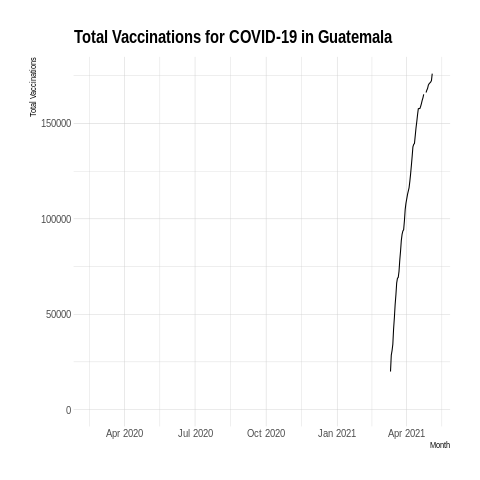 Total Vaccinations for COVID-19 in Guatemala
Total Vaccinations
150000
100000
50000
0
Apr 2020 Jul 2020 Oct 2020 Jan 2021 Apr 2021
Month